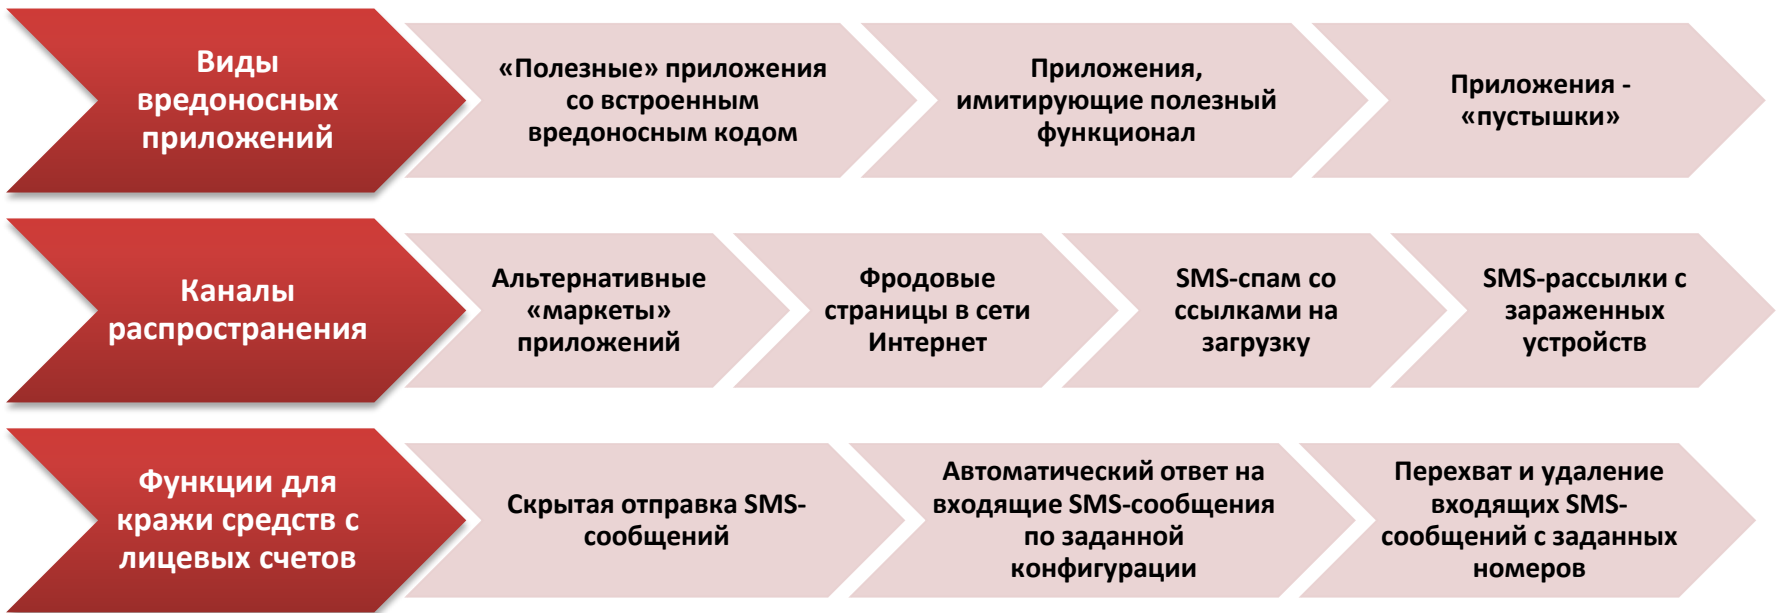 Виды
вредоносных
приложений
«Полезные» приложения
со встроенным
вредоносным кодом
Приложения,
имитирующие полезный
функционал
Приложения -
«пустышки»
Каналы
распространения
Альтернативные
«маркеты»
приложений
Фродовые
страницы в сети
Интернет
SMS-спам со
ссылками на
загрузку
SMS-рассылки с
зараженных
устройств
Функции для
кражи средств с
лицевых счетов
Скрытая отправка SMS-
сообщений
Автоматический ответ на
входящие SMS-сообщения
по заданной
конфигурации
Перехват и удаление
входящих SMS-
сообщений с заданных
номеров